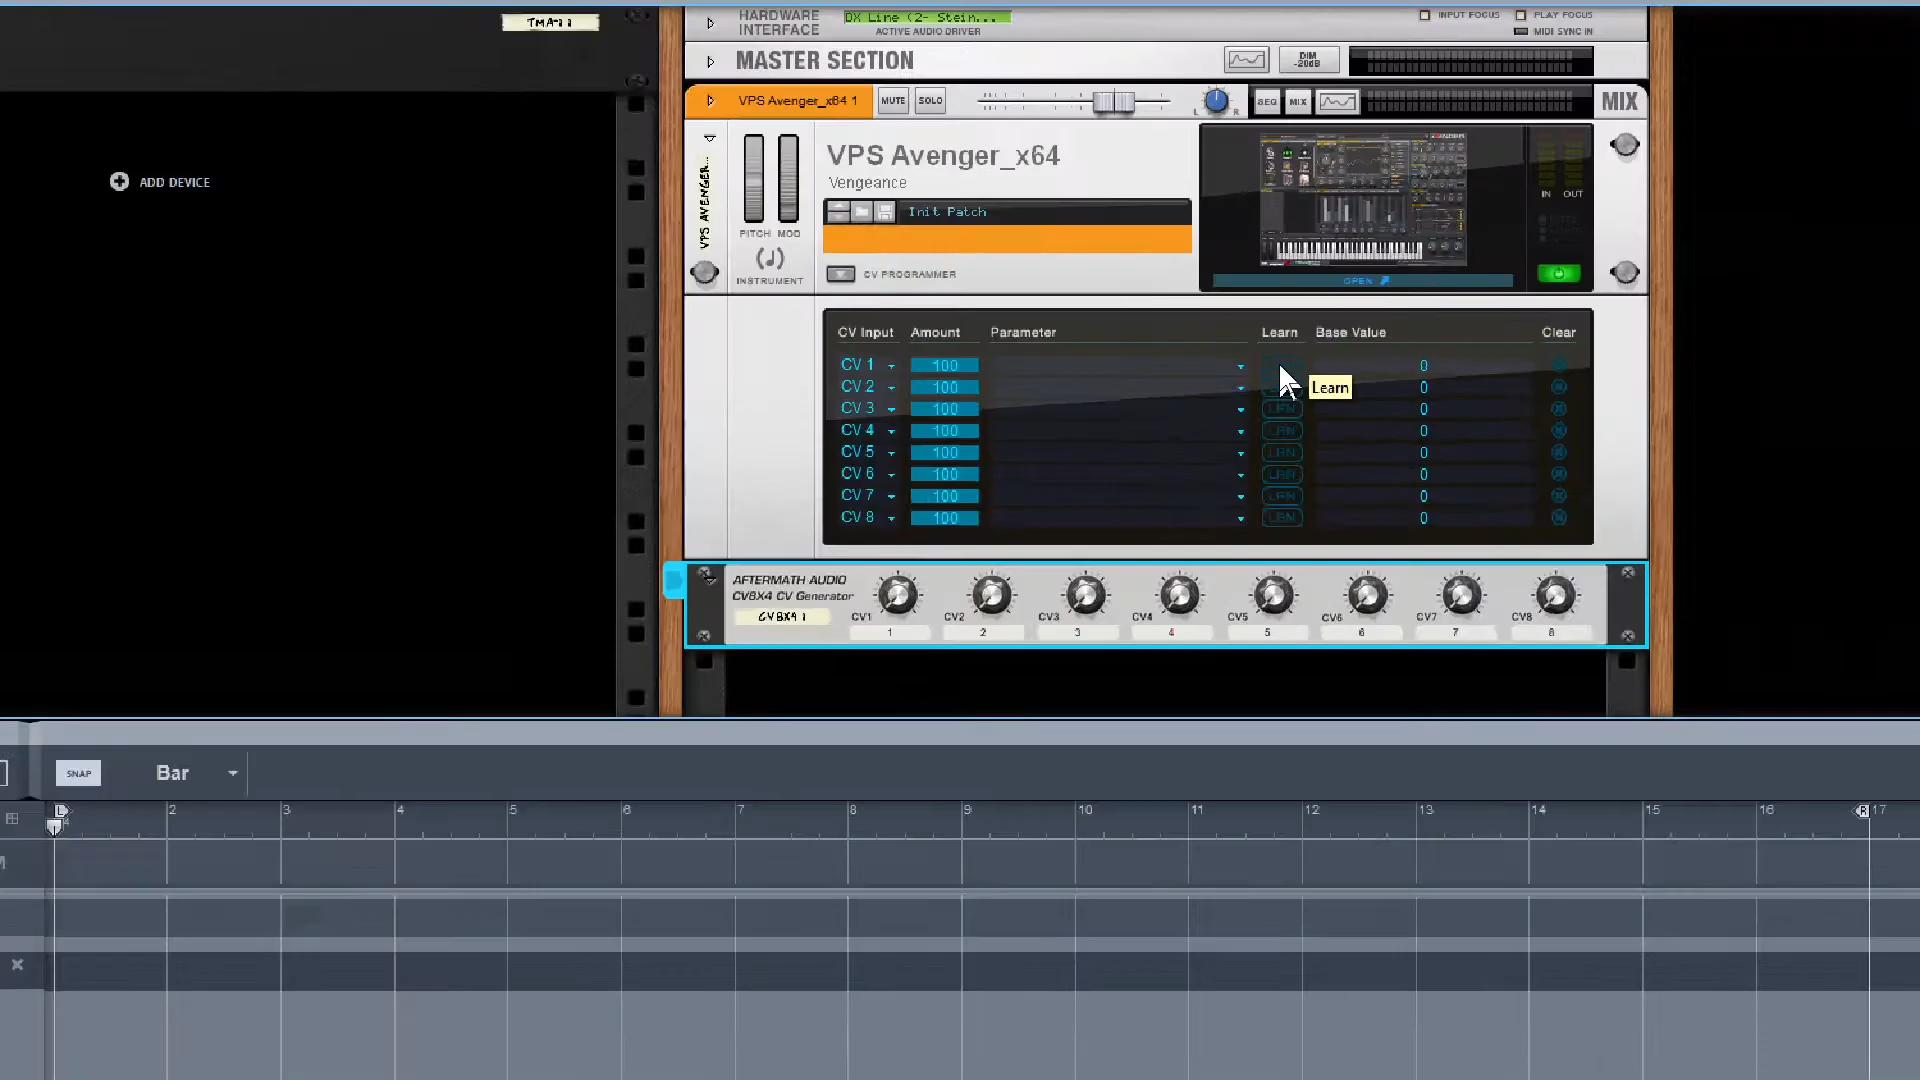 TMA-1 1
HARDWARE
INTERFACE
DX Line (2- Stein...
ACTIVE AUDIO DRIVER
INPUT FOCUS
PLAY FOCUS
MIDI SYNC IN
MASTER SECTION
DIM
-20dB
VPS Avenger_x64 1
MUTE
SOLO
L R
SEQ
MIX
MIX
ADD DEVICE
VPS AVENGER...
PITCH MOD
INSTRUMENT
VPS Avenger_x64
Vengeance
Init Patch
CV PROGRAMMER
OPEN
IN OUT
CV Input Amount Parameter Learn Base Value Clear
CV 1 100 0
CV 2 100 0
Learn
CV 3 100 LRN 0
CV 4 100 LRN 0
CV 5 100 LRN 0
CV 6 100 LRN 0
CV 7 100 LRN 0
CV 8 100 LRN 0
AFTERMATH AUDIO
CV8X4 CV Generator
CV8X4 1
CV1 CV2 CV3 CV4 CV5 CV6 CV7 CV8
1 2 3 4 5 6 7 8
SNAP
Bar
L 2 3 4 5 6 7 8 9 10 11 12 13 14 15 16 R 17